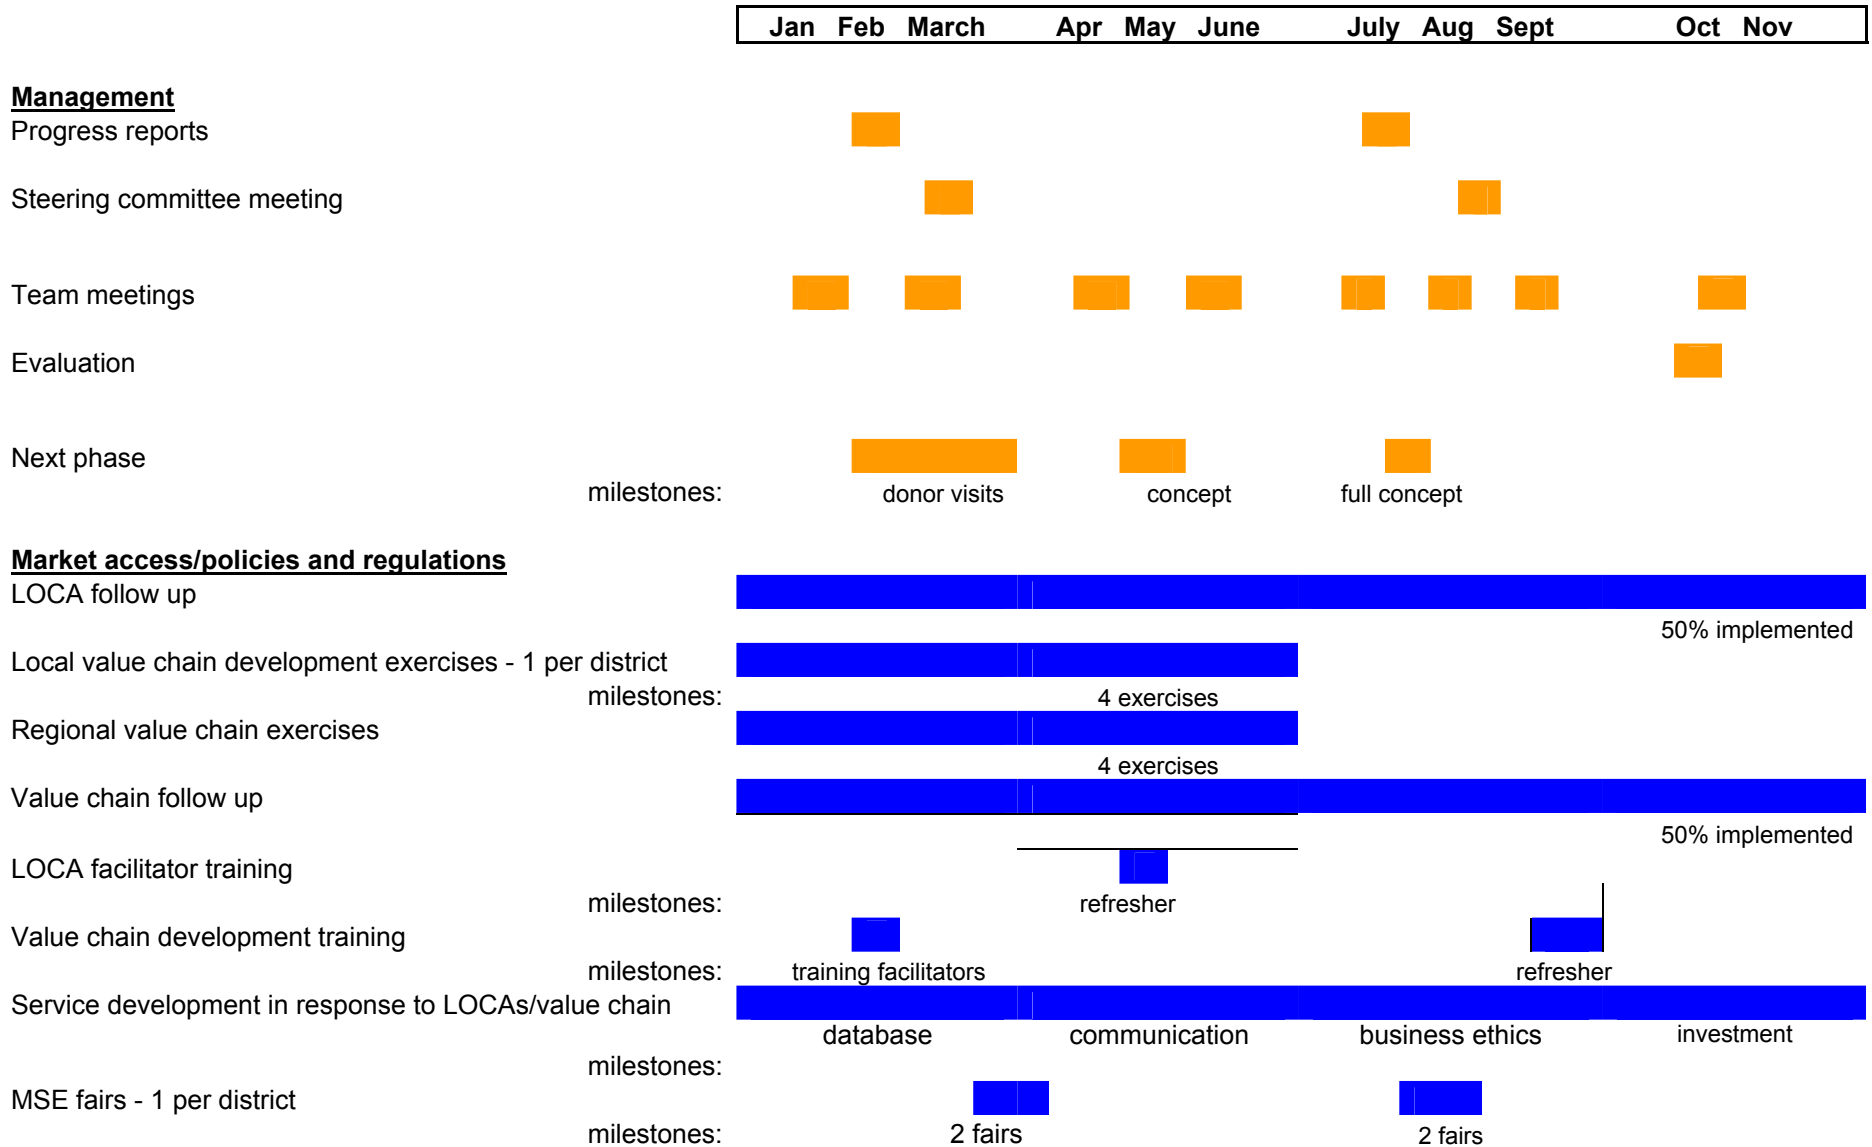 Jan Feb March Apr May June July Aug Sept Oct Nov
Management
Progress reports
Steering committee meeting
Team meetings
Evaluation
Next phase
milestones: donor visits concept full concept
Market access/policies and regulations
LOCA follow up
50% implemented
Local value chain development exercises - 1 per district
milestones: 4 exercises
Regional value chain exercises
4 exercises
Value chain follow up
50% implemented
LOCA facilitator training
milestones: refresher
Value chain development training
milestones: training facilitators refresher
Service development in response to LOCAs/value chain
database communication business ethics investment
milestones:
MSE fairs - 1 per district
milestones: 2 fairs 2 fairs